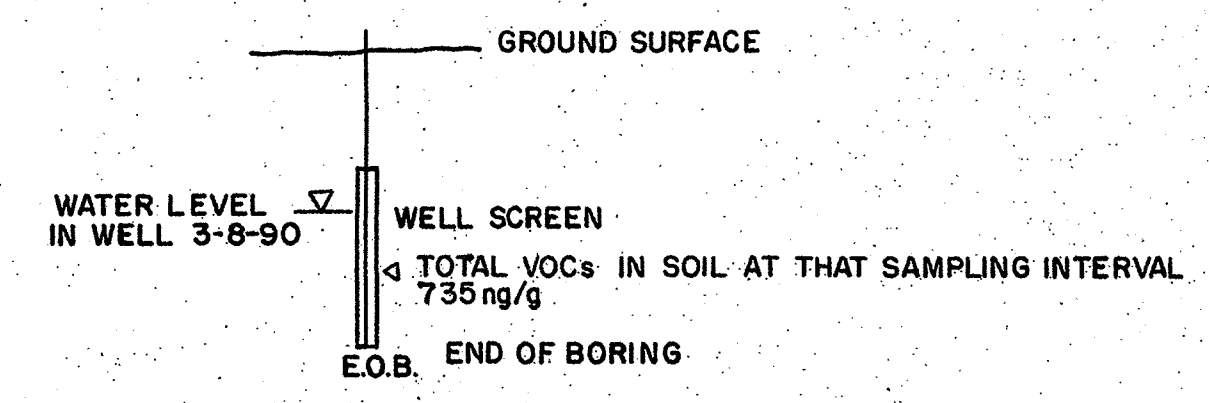 GROUND SURFACE
WATER LEVEL
IN WELL 3-8-90
WELL SCREEN
TOTAL VOCs IN SOIL AT THAT SAMPLING INTERVAL
735 ng/g
E.O.B. END OF BORING